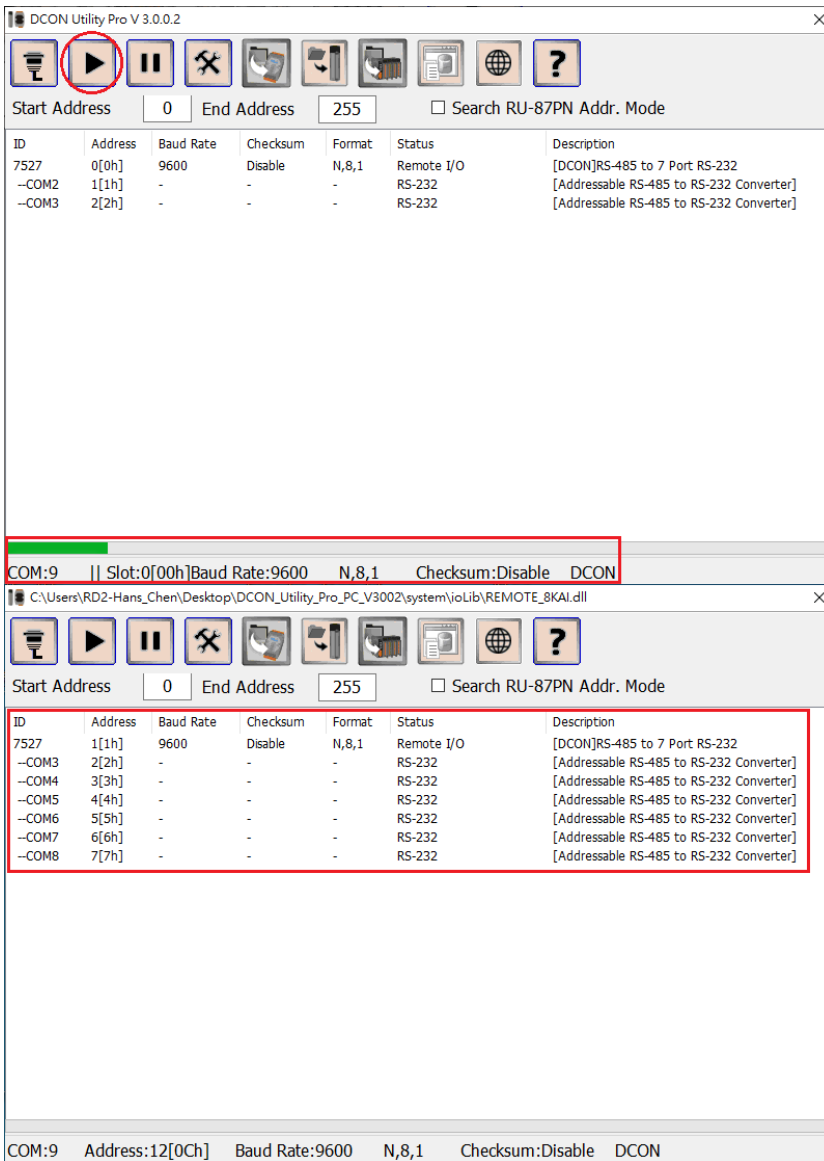 DCON Utility Pro V 3.0.0.2
Start Address 0 End Address 255 Search RU-87PN Addr. Mode
ID Address Baud Rate Checksum Format Status Description
7527 0[0h] 9600 Disable N,8,1 Remote I/O [DCON]RS-485 to 7 Port RS-232
--COM2 1[1h] - - - RS-232 [Addressable RS-485 to RS-232 Converter]
--COM3 2[2h] - - - RS-232 [Addressable RS-485 to RS-232 Converter]
COM:9 || Slot:0[00h]Baud Rate:9600 N,8,1 Checksum:Disable DCON
C:\Users\RD2-Hans_Chen\Desktop\DCON_Utility_Pro_PC_V3002\system\ioLib\REMOTE_8KAI.dll
Start Address 0 End Address 255 Search RU-87PN Addr. Mode
ID Address Baud Rate Checksum Format Status Description
7527 1[1h] 9600 Disable N,8,1 Remote I/O [DCON]RS-485 to 7 Port RS-232
--COM3 2[2h] - - - RS-232 [Addressable RS-485 to RS-232 Converter]
--COM4 3[3h] - - - RS-232 [Addressable RS-485 to RS-232 Converter]
--COM5 4[4h] - - - RS-232 [Addressable RS-485 to RS-232 Converter]
--COM6 5[5h] - - - RS-232 [Addressable RS-485 to RS-232 Converter]
--COM7 6[6h] - - - RS-232 [Addressable RS-485 to RS-232 Converter]
--COM8 7[7h] - - - RS-232 [Addressable RS-485 to RS-232 Converter]
COM:9 Address:12[0Ch] Baud Rate:9600 N,8,1 Checksum:Disable DCON